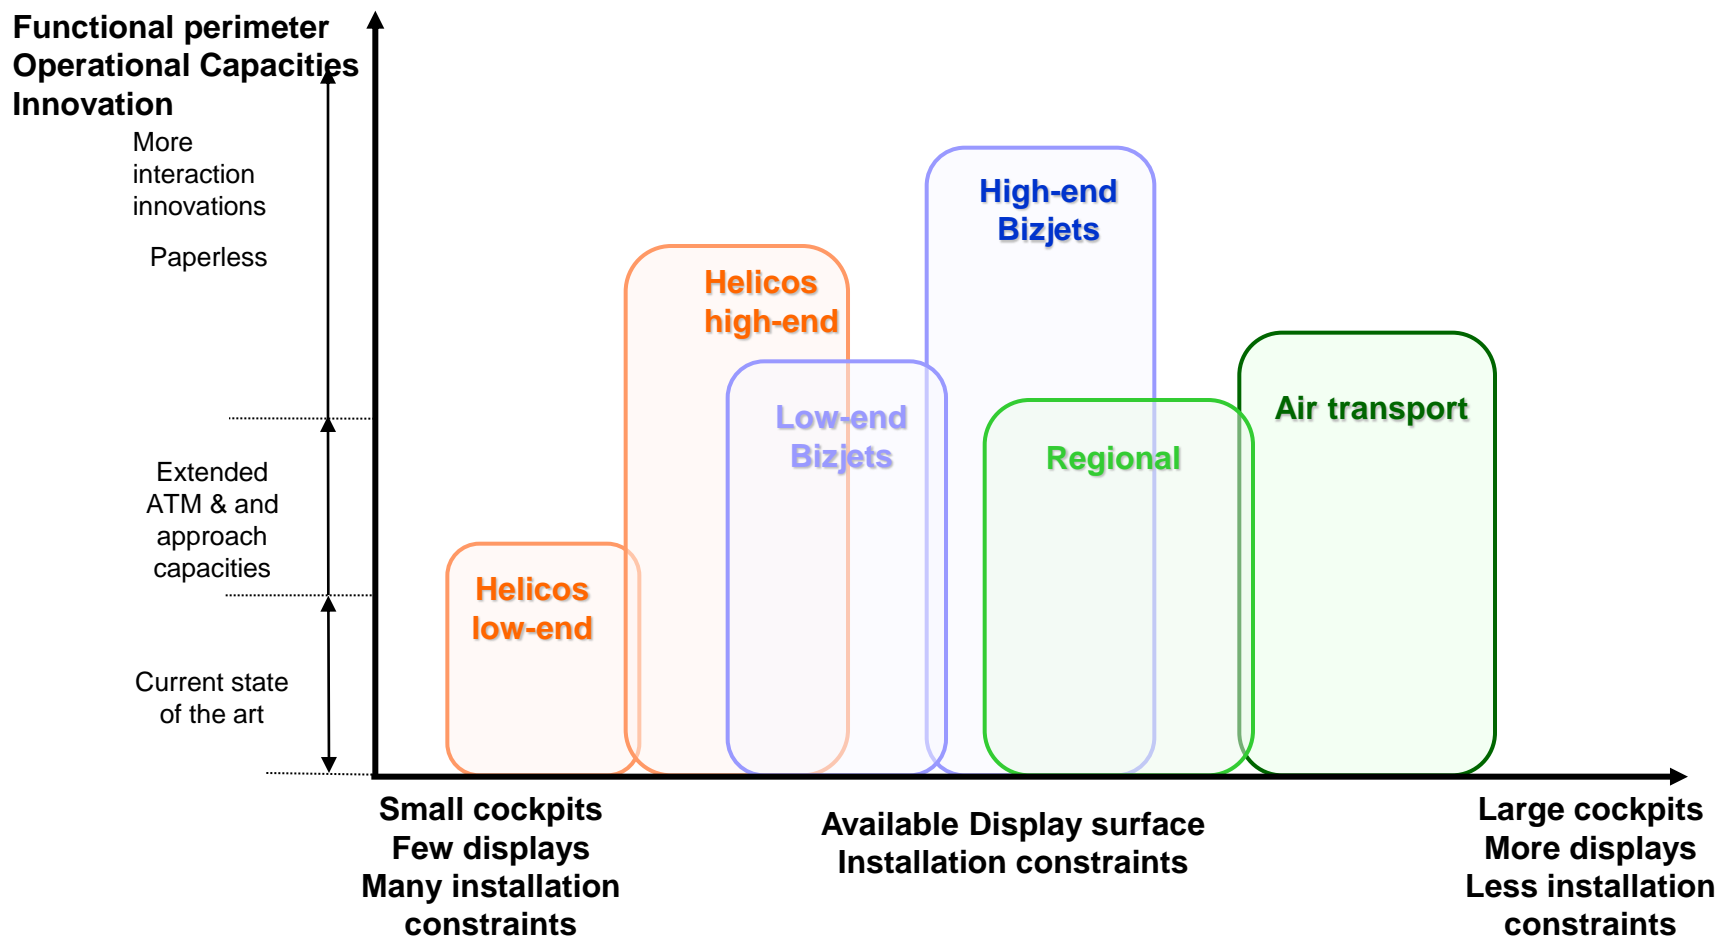 Functional perimeter
Operational Capacities
Innovation
More
interaction
innovations
Paperless
Extended
ATM & and
approach
capacities
Current state
of the art
Helicos
low-end
Helicos
high-end
Low-end
Bizjets
High-end
Bizjets
Regional
Air transport
Small cockpits
Few displays
Many installation
constraints
Available Display surface
Installation constraints
Large cockpits
More displays
Less installation
constraints